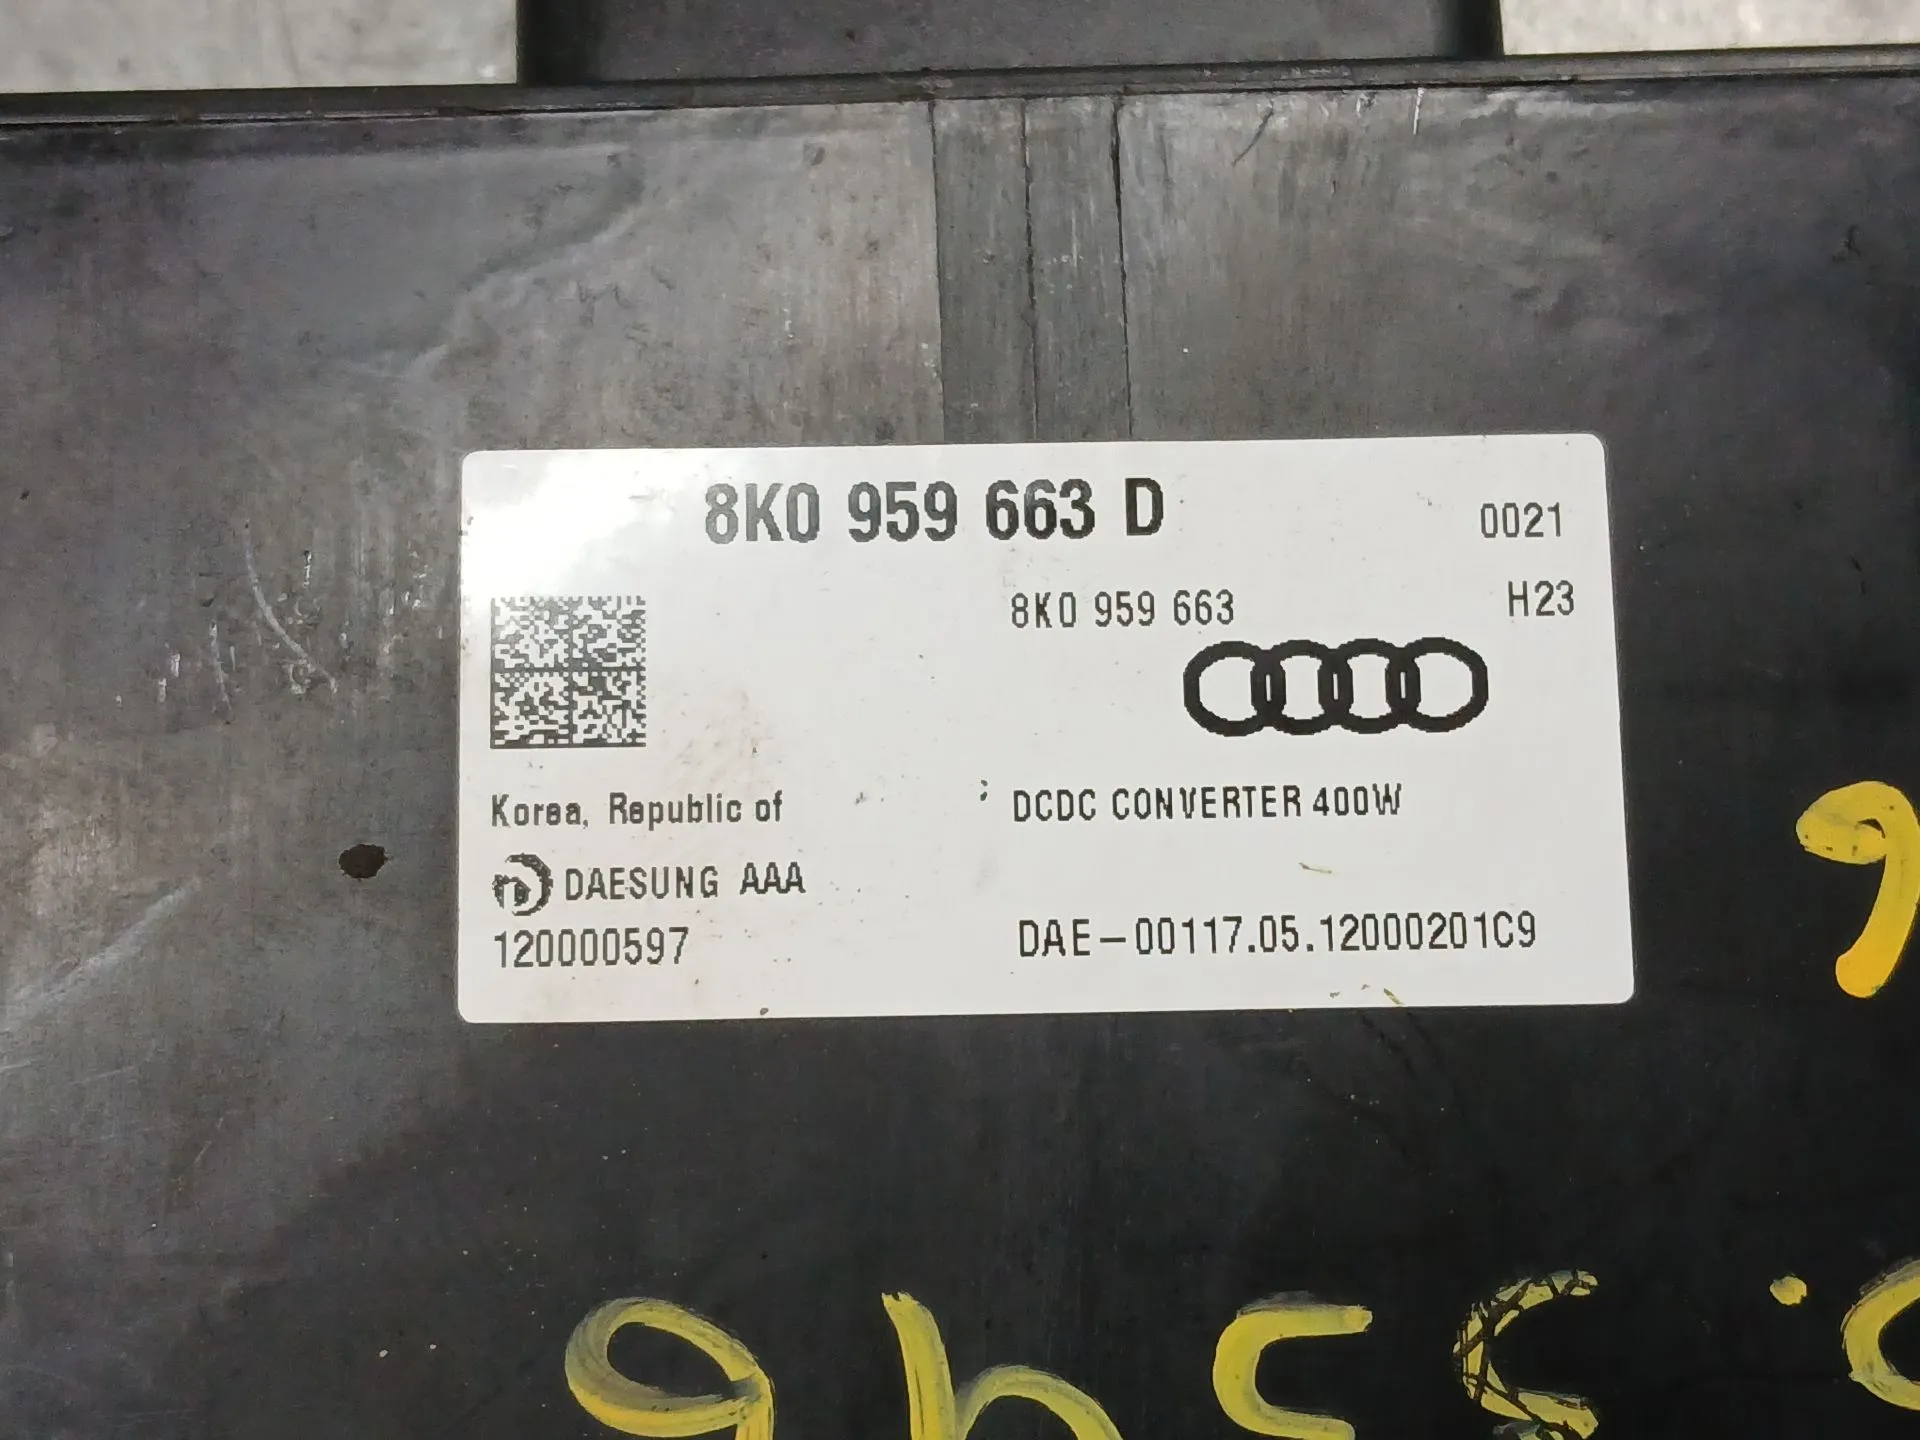 8K0 959 663 D
0021
8K0 959 663
H23
Korea, Republic of
DCDC CONVERTER 400W
DAESUNG AAA
120000597
DAE-00117.05.12000201C9